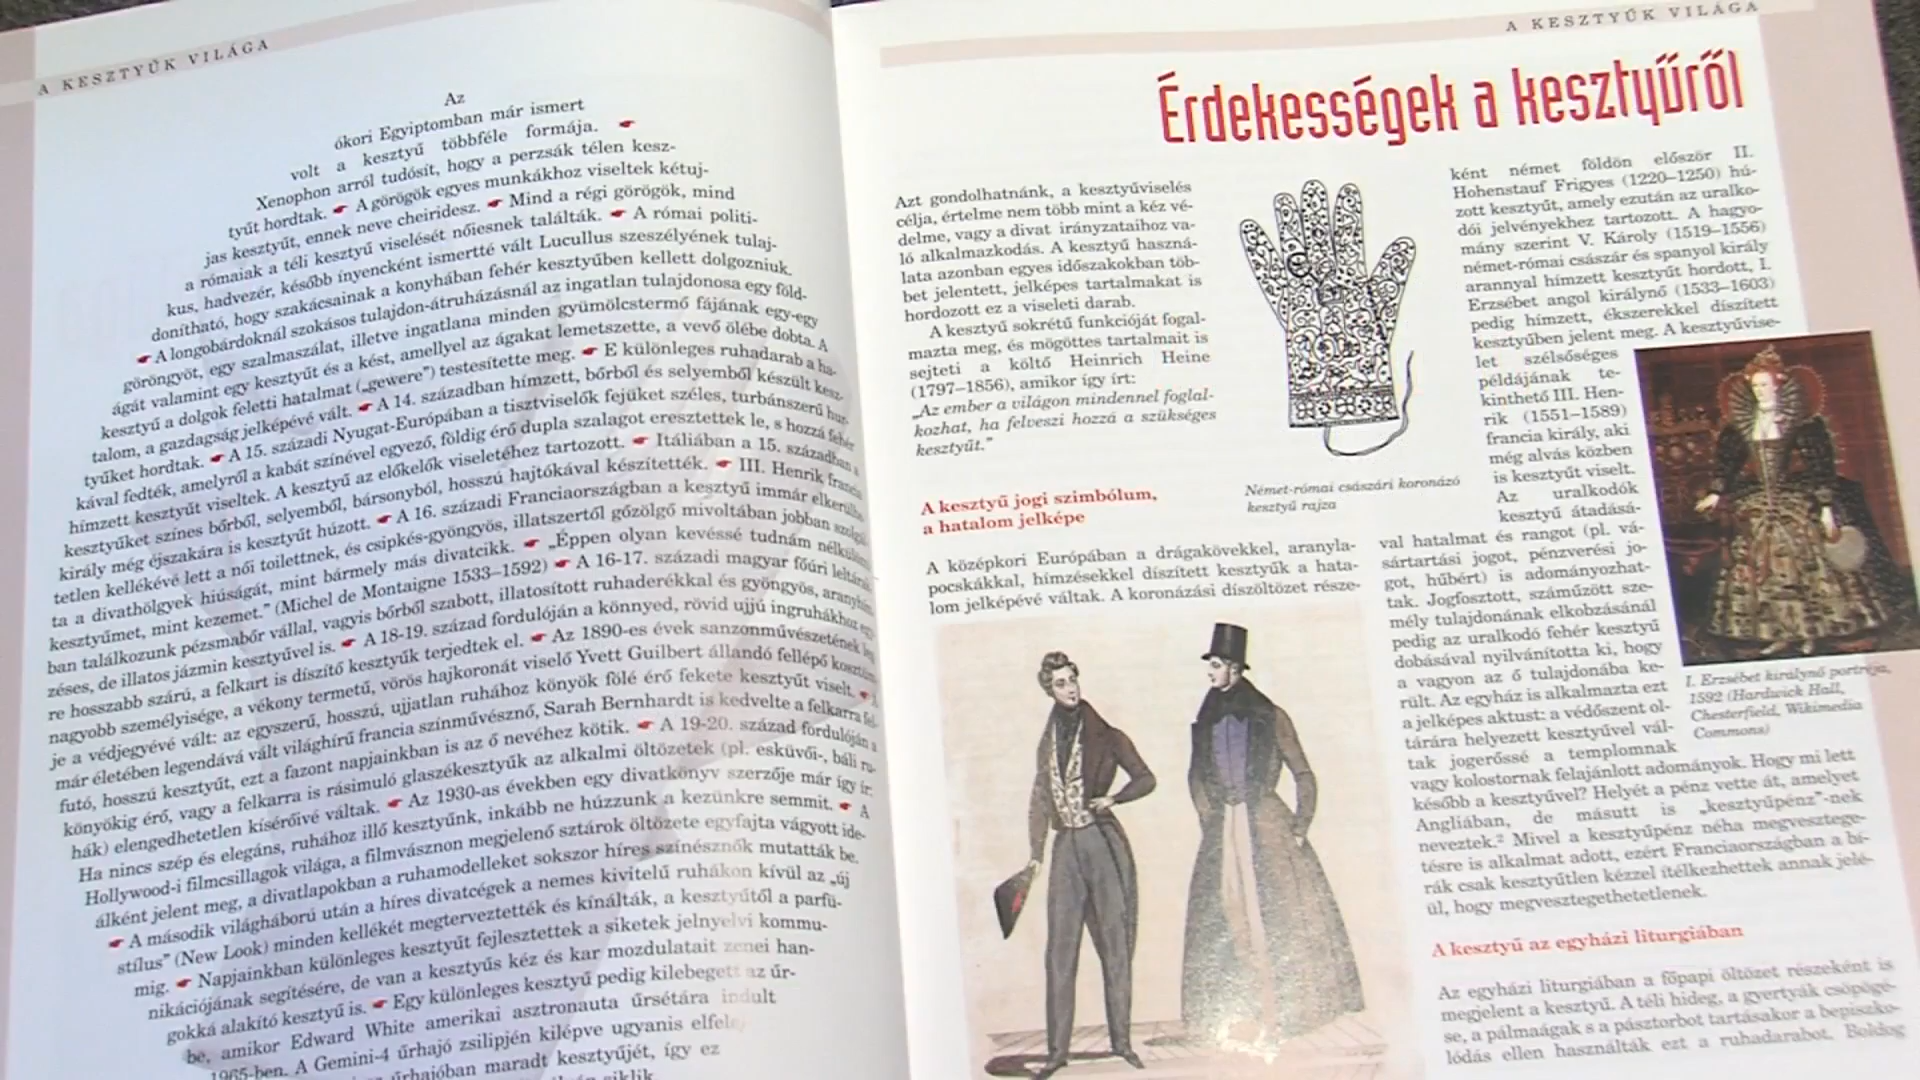 A KESZTYŰK VILÁGA
Az
ókori Egyiptomban már ismert
volt a kesztyű többféle formája.
Xenophon arról tudósít, hogy a perzsák télen kesz-
tyűt hordtak. A görögök egyes munkákhoz viseltek kétuj-
jas kesztyűt, ennek neve cheiridesz. Mind a régi görögök, mind
a rómaiak a téli kesztyű viselését nőiesnek találták. A római politi-
kus, hadvezér, később ínyencként ismertté vált Lucullus szeszélyének tulaj-
donítható, hogy szakácsainak a konyhában fehér kesztyűben kellett dolgozniuk.
A longobárdoknál szokásos tulajdon-átruházásnál az ingatlan tulajdonosa egy föld-
göröngyöt, egy szalmaszálat, illetve ingatlana minden gyümölcstermő fájának egy-egy
ágát valamint egy kesztyűt és a kést, amellyel az ágakat lemetszette, a vevő ölébe dobta. A
kesztyű a dolgok feletti hatalmat („gewere”) testesítette meg. E különleges ruhadarab a ha-
talom, a gazdagság jelképévé vált. A 14. században hímzett, bőrből és selyemből készült kesz-
tyűket hordtak. A 15. századi Nyugat-Európában a tisztviselők fejüket széles, turbánszerű
kával fedték, amelyről a kabát színével egyező, földig érő dupla szalagot eresztettek le, s hozzá fehér
hímzett kesztyűt viseltek. A kesztyű az előkelők viseletéhez tartozott. Itáliában a 15. században a
kesztyűket színes bőrből, selyemből, bársonyból, hosszú hajtókával készítették. III. Henrik francia
király még éjszakára is kesztyűt húzott. A 16. századi Franciaországban a kesztyű immár
tetlen kellékévé lett a női toilettnek, és csipkés-gyöngyös, illatszertől gőzölgő mivoltában jobban
ta a divathölgyek hiúságát, mint bármely más divatcikk. „Éppen olyan kevéssé tudnám
kesztyűmet, mint kezemet.” (Michel de Montaigne 1533–1592) A 16-17. századi magyar főúri
ban találkozunk pézsmabőr vállal, vagyis bőrből szabott, illatosított ruhaderékkal és gyöngyös,
zéses, de illatos jázmin kesztyűvel is. A 18-19. század fordulóján a könnyed, rövid ujjú ingruhákhoz
re hosszabb szárú, a felkart is díszítő kesztyűk terjedtek el. Az 1890-es évek sanzonművészetének
nagyobb személyisége, a vékony termetű, vörös hajkoronát viselő Yvett Guilbert állandó fellépő
je a védjegyévé vált: az egyszerű, hosszú, ujjatlan ruhához könyök fölé érő fekete kesztyűt viselt.
már életében legendává vált világhírű francia színművésznő, Sarah Bernhardt is kedvelte a felkarra
futó, hosszú kesztyűt, ezt a fazont napjainkban is az ő nevéhez kötik. A 19-20. század fordulóján a
könyökig érő, vagy a felkarra is rásimuló glaszékesztyűk az alkalmi öltözetek (pl. esküvői-, báli ru-
hák) elengedhetetlen kísérőivé váltak. Az 1930-as években egy divatkönyv szerzője már így ír:
Ha nincs szép és elegáns, ruhához illő kesztyűnk, inkább ne húzzunk a kezünkre semmit. A
Hollywood-i filmcsillagok világa, a filmvásznon megjelenő sztárok öltözete egyfajta vágyott ide-
álként jelent meg, a divatlapokban a ruhamodelleket sokszor híres színésznők mutatták be.
A második világháború után a híres divatcégek a nemes kivitelű ruhákon kívül az „új
stílus” (New Look) minden kellékét megterveztették és kínálták, a kesztyűtől a parfü-
mig. Napjainkban különleges kesztyűt fejlesztettek a siketek jelnyelvi kommu-
nikációjának segítésére, de van a kesztyűs kéz és kar mozdulatait zenei han-
gokká alakító kesztyű is. Egy különleges kesztyű pedig kilebegett az űr-
be, amikor Edward White amerikai asztronauta űrsétára indult
1965-ben. A Gemini-4 űrhajó zsilipjén kilépve ugyanis
űrhajóban maradt kesztyűjét, így ez
A KESZTYŰK VILÁGA
Érdekességek a kesztyűről
Azt gondolhatnánk, a kesztyűviselés
célja, értelme nem több mint a kéz vé-
delme, vagy a divat irányzataihoz va-
ló alkalmazkodás. A kesztyű haszná-
lata azonban egyes időszakokban töb-
bet jelentett, jelképes tartalmakat is
hordozott ez a viseleti darab.
A kesztyű sokrétű funkcióját fogal-
mazta meg, és mögöttes tartalmait is
sejteti a költő Heinrich Heine
(1797–1856), amikor így írt:
„Az ember a világon mindennel foglal-
kozhat, ha felveszi hozzá a szükséges
kesztyűt.”
A kesztyű jogi szimbólum,
a hatalom jelképe
Német-római császári koronázó
kesztyű rajza
A középkori Európában a drágakövekkel, aranyla-
pocskákkal, hímzésekkel díszített kesztyűk a hata-
lom jelképévé váltak. A koronázási díszöltözet része-
ként német földön először II.
Hohenstauf Frigyes (1220–1250) hú-
zott kesztyűt, amely ezután az uralko-
dói jelvényekhez tartozott. A hagyo-
mány szerint V. Károly (1519–1556)
német-római császár és spanyol király
arannyal hímzett kesztyűt hordott, I.
Erzsébet angol királynő (1533–1603)
pedig hímzett, ékszerekkel díszített
kesztyűben jelent meg. A kesztyűvise-
let szélsőséges
példájának te-
kinthető III. Hen-
rik (1551–1589)
francia király, aki
még alvás közben
is kesztyűt viselt.
Az uralkodók
kesztyű átadásá-
val hatalmat és rangot (pl. vá-
sártartási jogot, pénzverési jo-
got, hűbért) is adományozhat-
tak. Jogfosztott, száműzött sze-
mély tulajdonának elkobzásánál
pedig az uralkodó fehér kesztyű
dobásával nyilvánította ki, hogy
a vagyon az ő tulajdonába ke-
rült. Az egyház is alkalmazta ezt
a jelképes aktust: a védőszent ol-
tárára helyezett kesztyűvel vál-
tak jogerőssé a templomnak
vagy kolostornak felajánlott adományok. Hogy mi lett
később a kesztyűvel? Helyét a pénz vette át, amelyet
Angliában, de másutt is „kesztyűpénz”-nek
neveztek.² Mivel a kesztyűpénz néha megvesztege-
tésre is alkalmat adott, ezért Franciaországban a bí-
rák csak kesztyűtlen kézzel ítélkezhettek annak jelé-
ül, hogy megvesztegethetetlenek.
I. Erzsébet királynő portréja,
1592 (Hardwick Hall,
Chesterfield, Wikimedia
Commons)
A kesztyű az egyházi liturgiában
Az egyházi liturgiában a főpapi öltözet részeként is
megjelent a kesztyű. A téli hideg, a gyertyák csöpögé-
se, a pálmaágak s a pásztorbot tartásakor a bepiszko-
lódás ellen használták ezt a ruhadarabot. Boldog